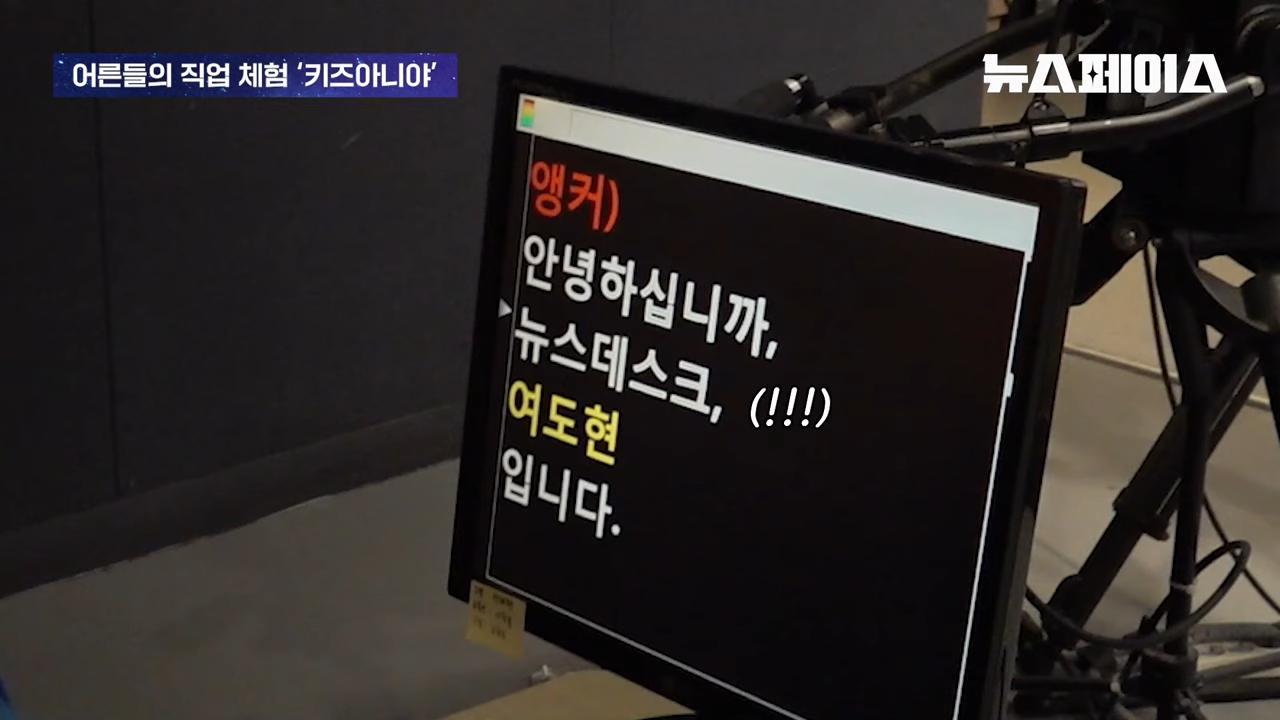 어른들의 직업 체험 ‘키즈아니야’
뉴스페이스
앵커)
안녕하십니까,
뉴스데스크, (!!!)
여도현
입니다.